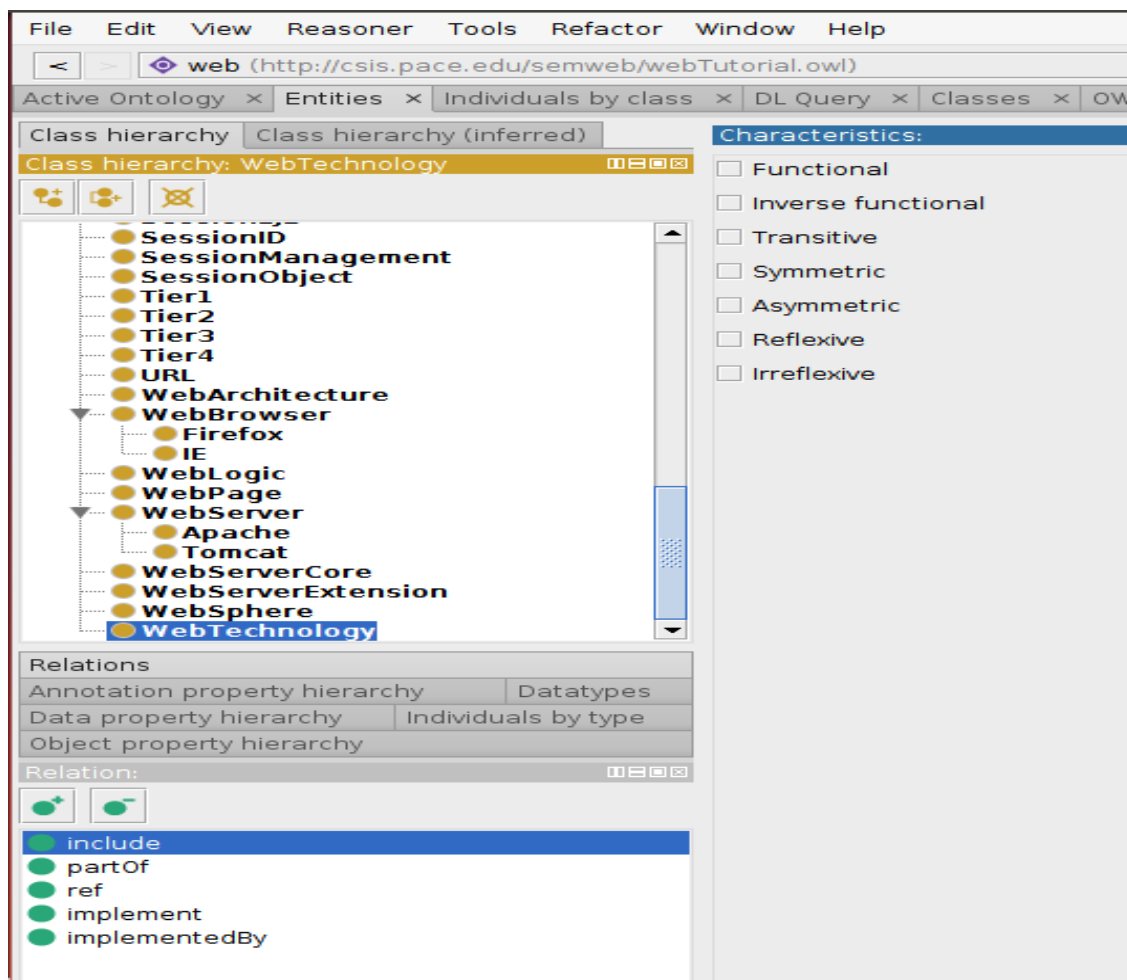 File Edit View Reasoner Tools Refactor Window Help
< > web (http://csis.pace.edu/semweb/webTutorial.owl)
Active Ontology × Entities × Individuals by class × DL Query × Classes × OW
Class hierarchy Class hierarchy (inferred)
Class hierarchy: WebTechnology
SessionID
SessionManagement
SessionObject
Tier1
Tier2
Tier3
Tier4
URL
WebArchitecture
WebBrowser
Firefox
IE
WebLogic
WebPage
WebServer
Apache
Tomcat
WebServerCore
WebServerExtension
WebSphere
WebTechnology
Relations
Annotation property hierarchy Datatypes
Data property hierarchy Individuals by type
Object property hierarchy
Relation:
include
partOf
ref
implement
implementedBy
Characteristics:
Functional
Inverse functional
Transitive
Symmetric
Asymmetric
Reflexive
Irreflexive